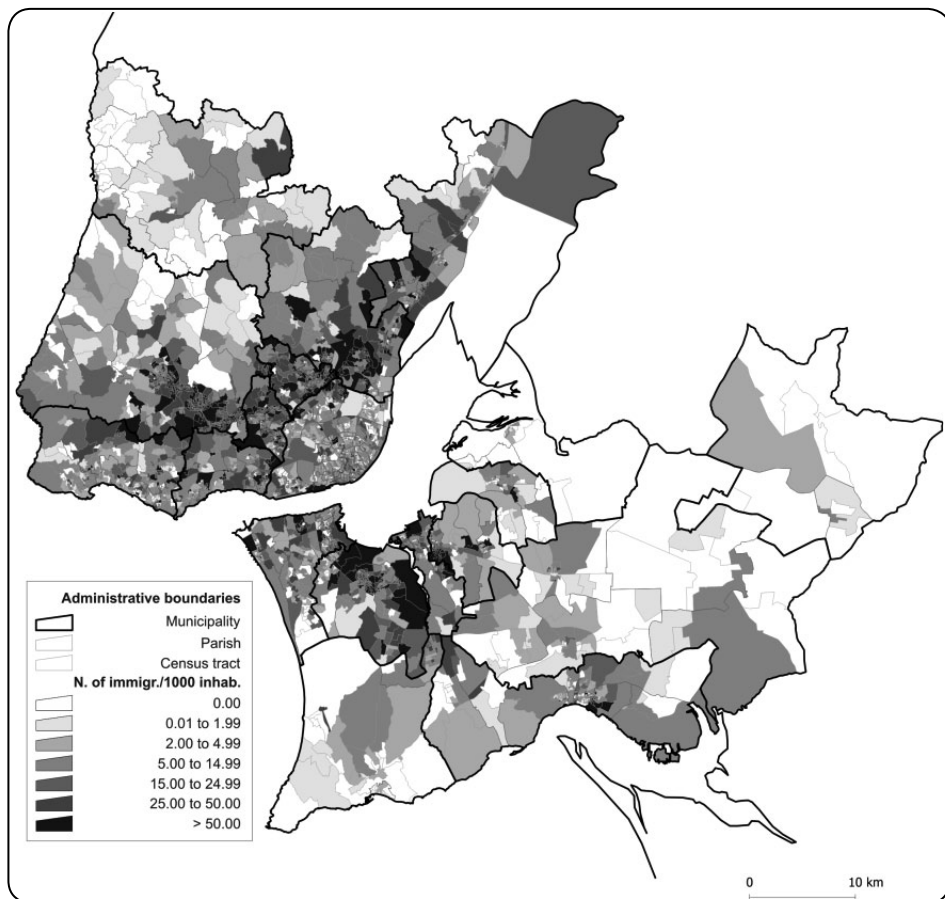 Administrative boundaries
Municipality
Parish
Census tract
N. of immigr./1000 inhab.
0.00
0.01 to 1.99
2.00 to 4.99
5.00 to 14.99
15.00 to 24.99
25.00 to 50.00
> 50.00
0 10 km